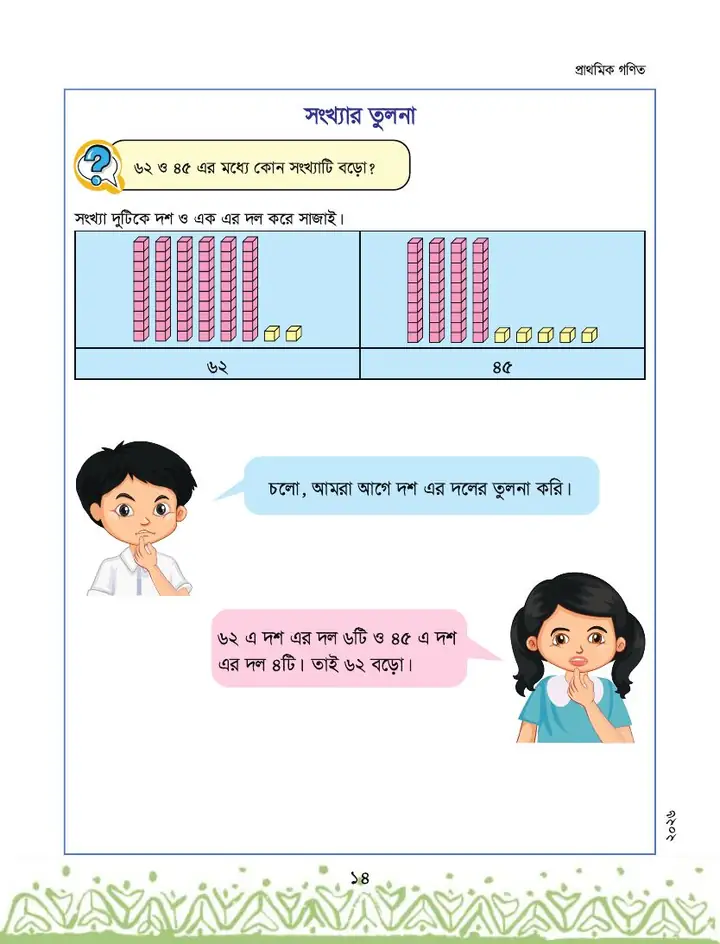 প্রাথমিক গণিত
সংখ্যার তুলনা
৬২ ও ৪৫ এর মধ্যে কোন সংখ্যাটি বড়ো?
সংখ্যা দুটিকে দশ ও এক এর দল করে সাজাই।
৬২
৪৫
চলো, আমরা আগে দশ এর দলের তুলনা করি।
৬২ এ দশ এর দল ৬টি ও ৪৫ এ দশ
এর দল ৪টি। তাই ৬২ বড়ো।
২০২৬
১৪